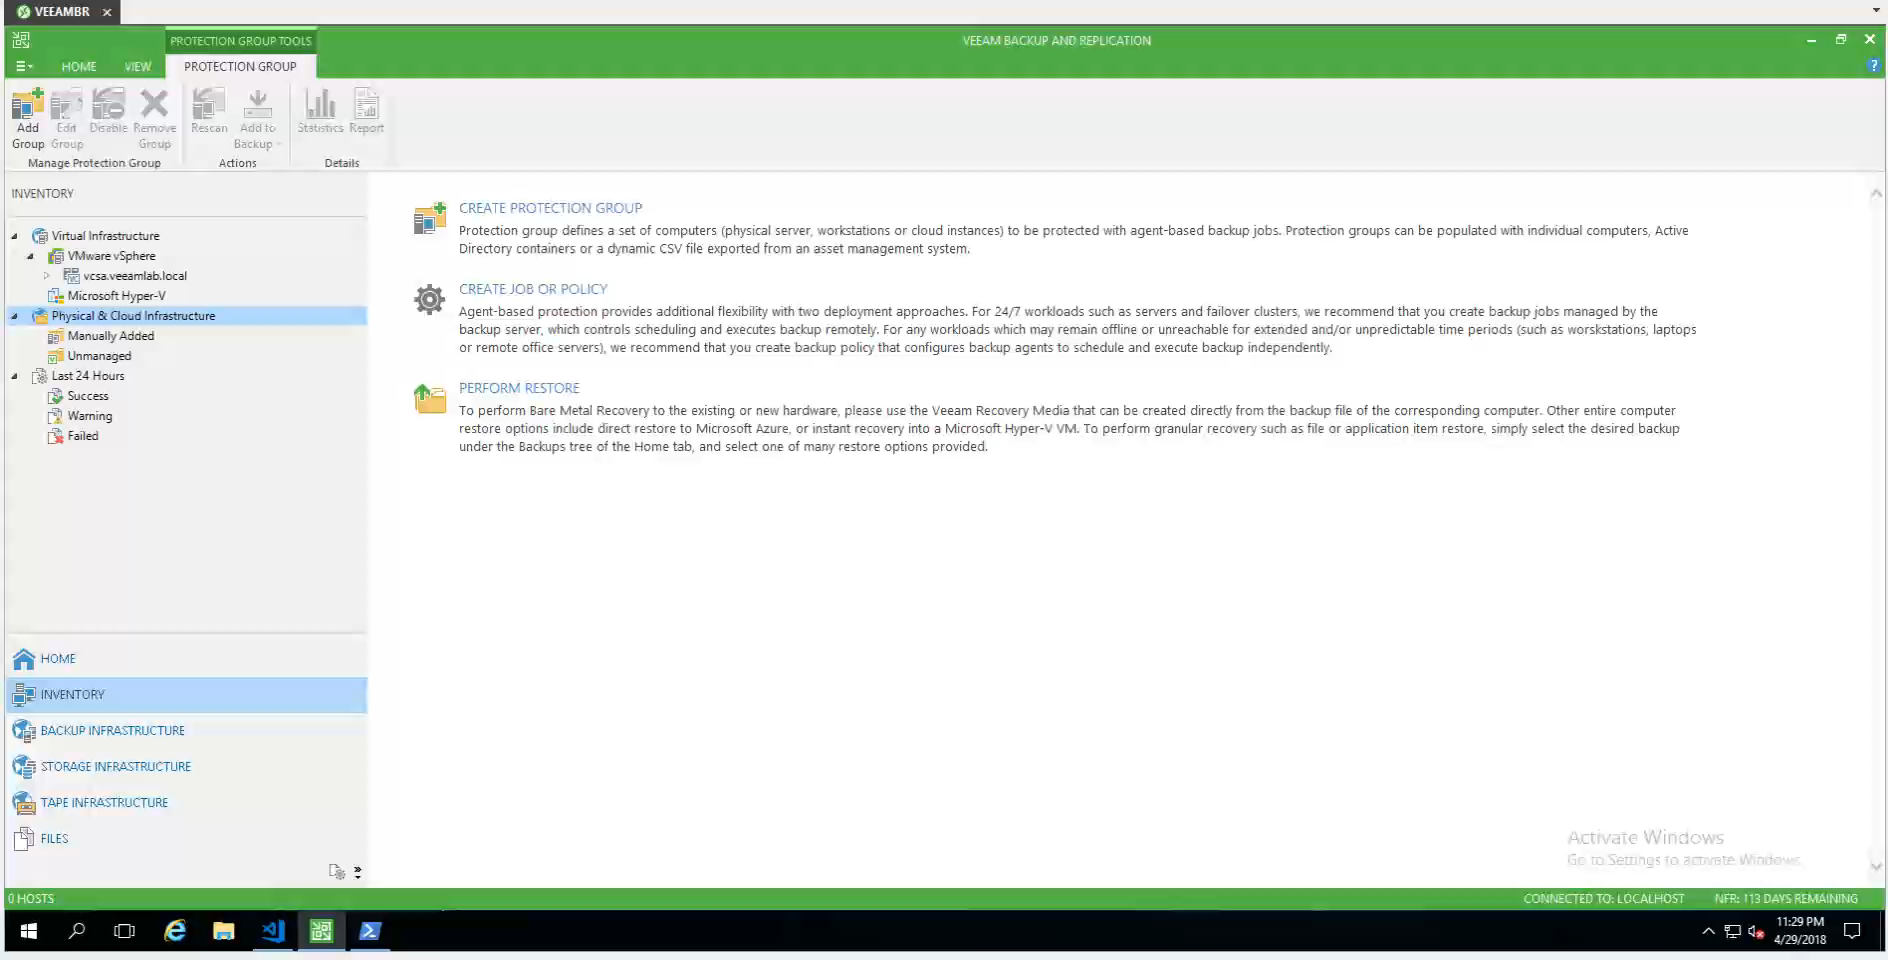 VEEAMBR
PROTECTION GROUP TOOLS
VEEAM BACKUP AND REPLICATION
HOME
VIEW
PROTECTION GROUP
Add Group
Edit Group
Disable
Remove Group
Rescan
Add to Backup
Statistics
Report
Manage Protection Group
Actions
Details
INVENTORY
Virtual Infrastructure
VMware vSphere
vcsa.veeamlab.local
Microsoft Hyper-V
Physical & Cloud Infrastructure
Manually Added
Unmanaged
Last 24 Hours
Success
Warning
Failed
CREATE PROTECTION GROUP
Protection group defines a set of computers (physical server, workstations or cloud instances) to be protected with agent-based backup jobs. Protection groups can be populated with individual computers, Active
Directory containers or a dynamic CSV file exported from an asset management system.
CREATE JOB OR POLICY
Agent-based protection provides additional flexibility with two deployment approaches. For 24/7 workloads such as servers and failover clusters, we recommend that you create backup jobs managed by the
backup server, which controls scheduling and executes backup remotely. For any workloads which may remain offline or unreachable for extended and/or unpredictable time periods (such as worskstations, laptops
or remote office servers), we recommend that you create backup policy that configures backup agents to schedule and execute backup independently.
PERFORM RESTORE
To perform Bare Metal Recovery to the existing or new hardware, please use the Veeam Recovery Media that can be created directly from the backup file of the corresponding computer. Other entire computer
restore options include direct restore to Microsoft Azure, or instant recovery into a Microsoft Hyper-V VM. To perform granular recovery such as file or application item restore, simply select the desired backup
under the Backups tree of the Home tab, and select one of many restore options provided.
HOME
INVENTORY
BACKUP INFRASTRUCTURE
STORAGE INFRASTRUCTURE
TAPE INFRASTRUCTURE
FILES
Activate Windows
Go to Settings to activate Windows.
0 HOSTS
CONNECTED TO: LOCALHOST
NFR: 113 DAYS REMAINING
11:29 PM
4/29/2018